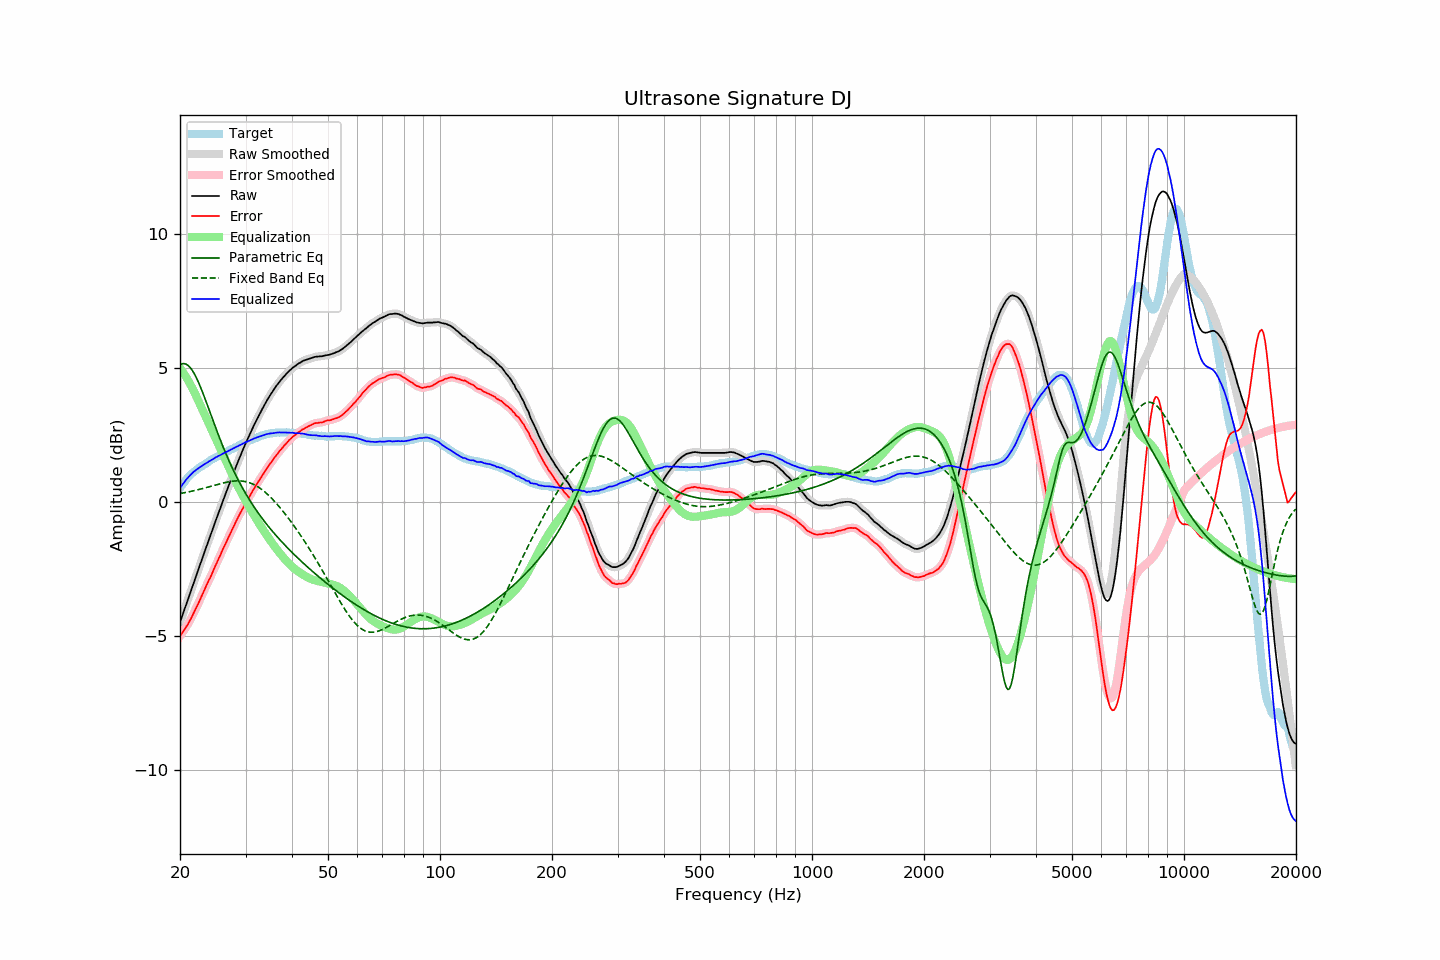 Ultrasone Signature DJ
Target
Raw Smoothed
Error Smoothed
Raw
Error
Equalization
Parametric Eq
Fixed Band Eq
Equalized
10
5
0
−5
−10
Amplitude (dBr)
20 50 100 200 500 1000 2000 5000 10000 20000
Frequency (Hz)